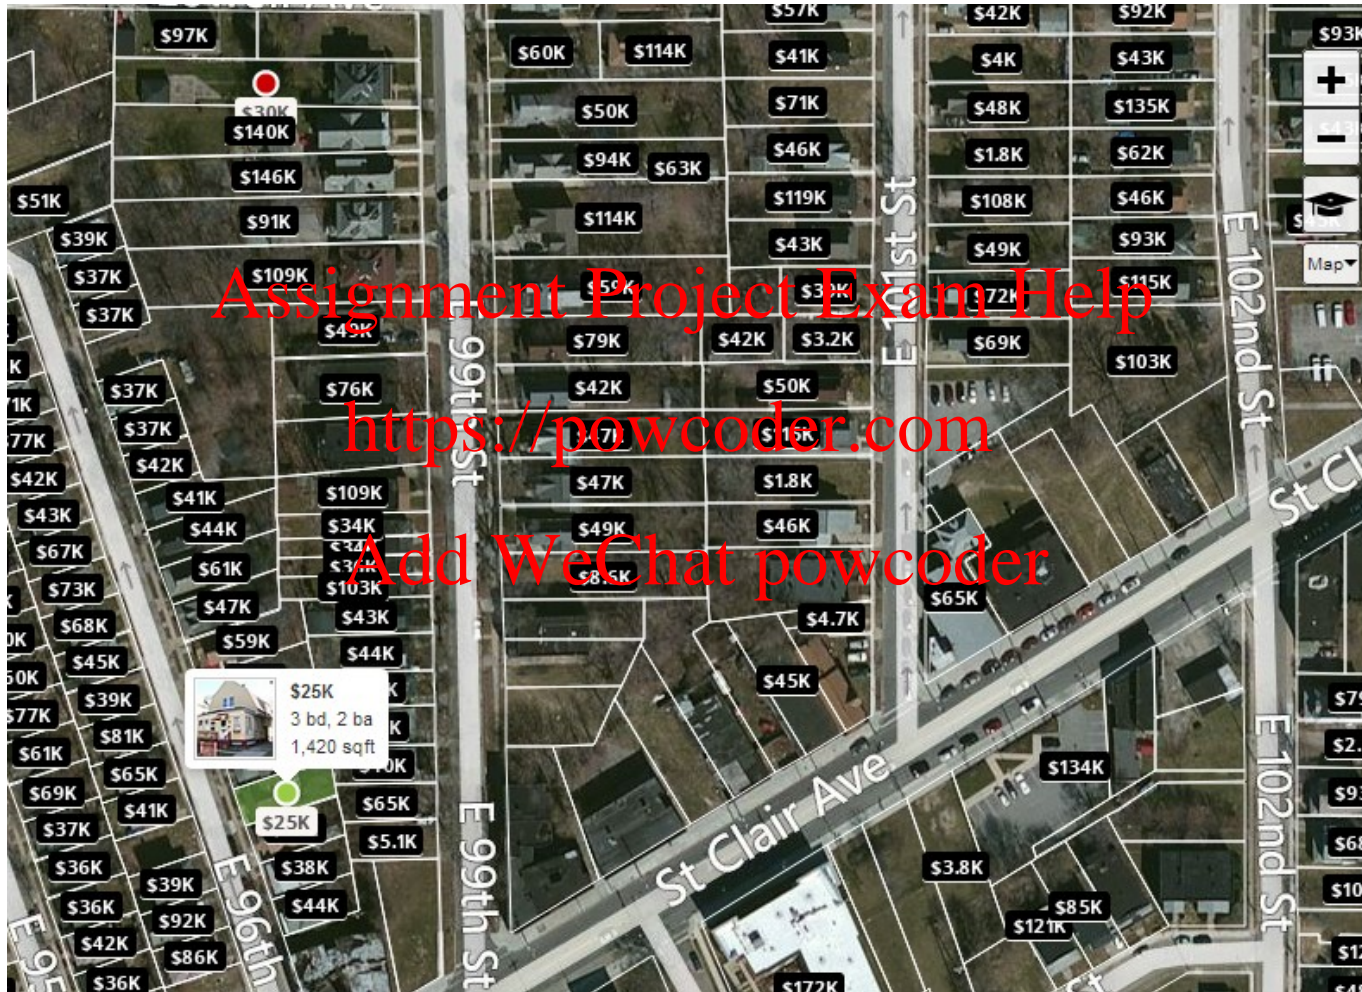 $97K
$60K
$114K
$57K
$41K
$42K
$92K
$4K
$43K
$30K
$140K
$50K
$71K
$48K
$135K
$146K
$94K
$63K
$46K
$1.8K
$62K
$51K
$91K
$114K
$119K
$108K
$46K
$39K
$43K
$49K
$93K
E 101st St
E 102nd St
Map
$37K
$109K
$72K
$115K
Assignment Project Exam Help
$37K
$49K
$79K
$42K
$3.2K
$69K
$103K
E 99th St
$37K
$76K
$42K
$50K
$37K
https://powcoder.com
$42K
$42K
$41K
$109K
$47K
$1.8K
$43K
$44K
$34K
$49K
$46K
$67K
$61K
Add WeChat powcoder
$73K
$47K
$103K
$65K
$68K
$59K
$43K
$4.7K
$45K
$44K
$45K
$39K
$25K
3 bd, 2 ba
1,420 sqft
$77K
$81K
$61K
$65K
$134K
$69K
$41K
$25K
$65K
$37K
$5.1K
St Clair Ave
$36K
$38K
$3.8K
$39K
$44K
$36K
$92K
$85K
$121K
$42K
$86K
$36K
$172K
E 96th
E 99th St
E 102nd St